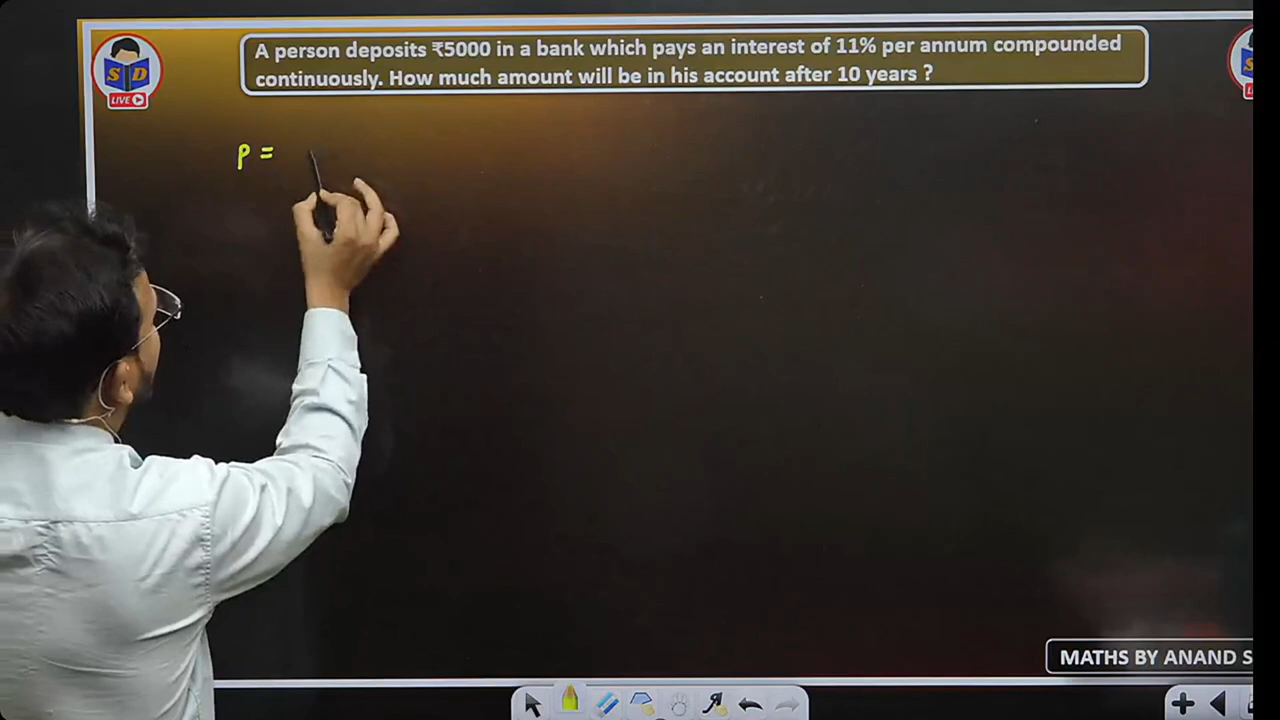 A person deposits ₹5000 in a bank which pays an interest of 11% per annum compounded
continuously. How much amount will be in his account after 10 years ?
S D
LIVE
P =
MATHS BY ANAND S